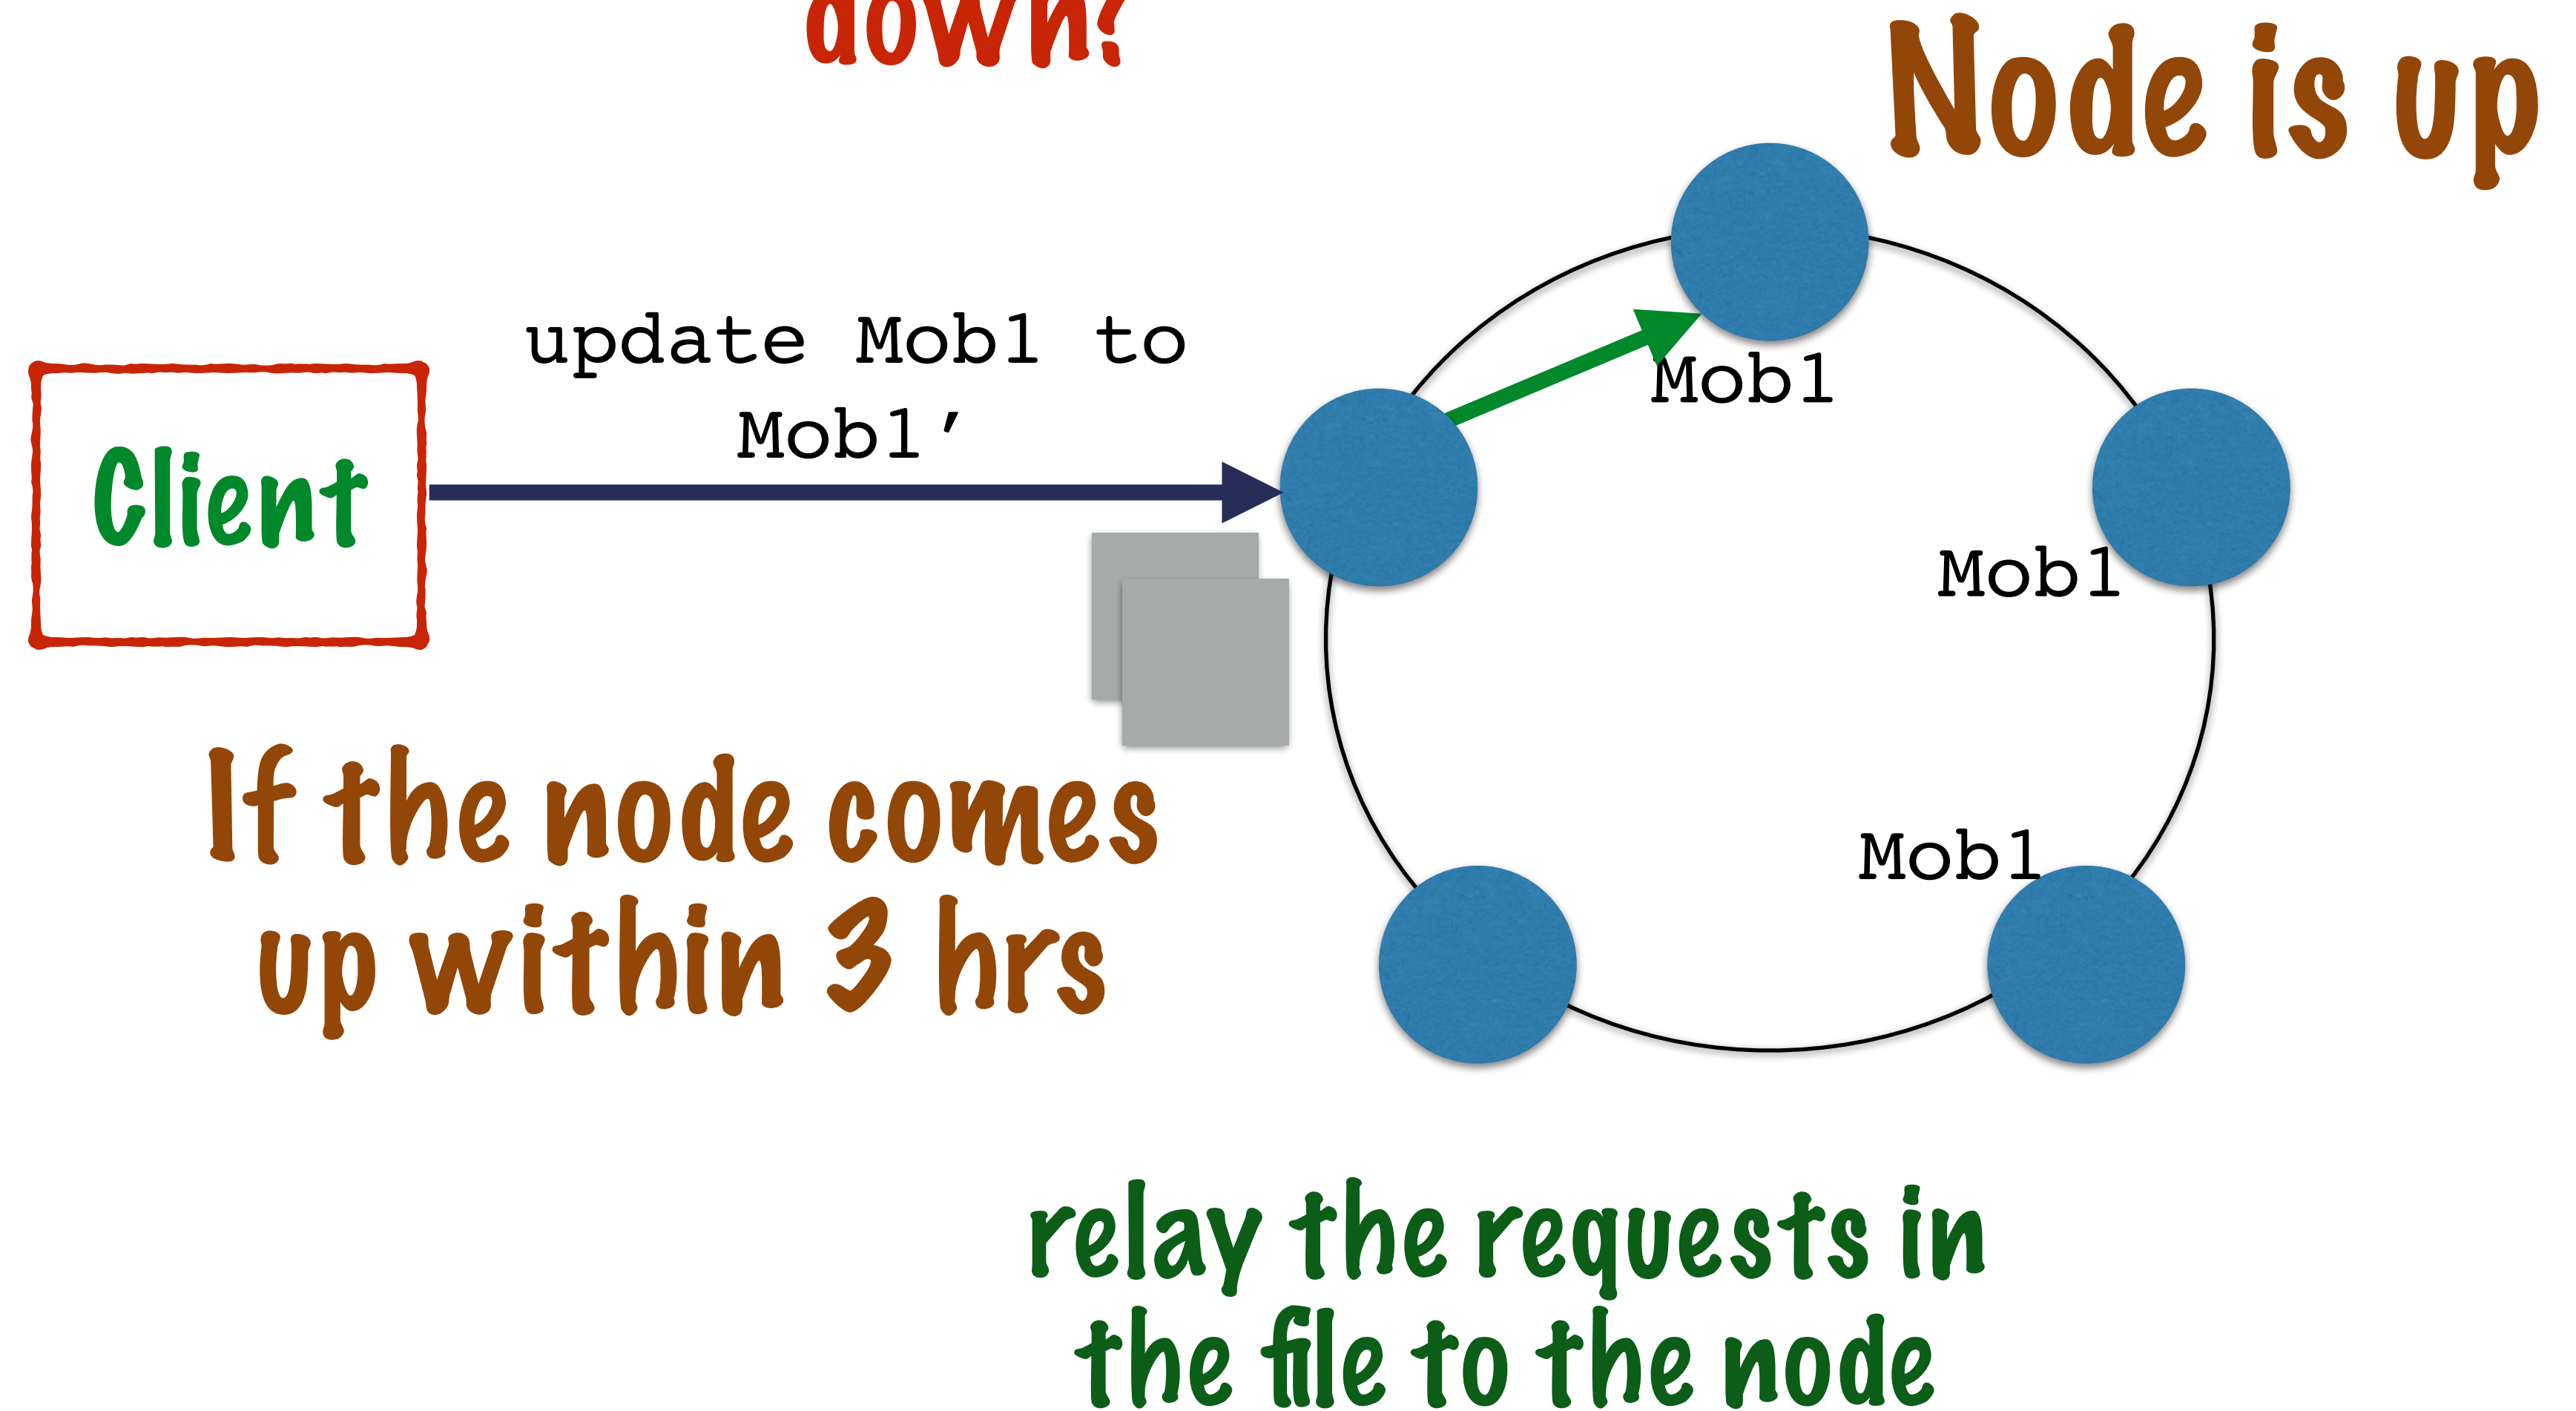 down?
Node is up
update Mob1 to
Mob1’
Client
Mob1
Mob1
If the node comes
up within 3 hrs
Mob1
relay the requests in
the file to the node